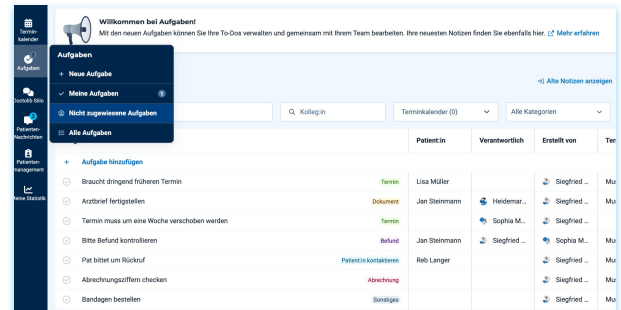 Termin-
kalender
Aufgaben
Doctolib Siilo
2
Patienten-
Nachrichten
Patienten-
management
Meine Statistik
Willkommen bei Aufgaben!
Mit den neuen Aufgaben können Sie Ihre To-Dos verwalten und gemeinsam mit Ihrem Team bearbeiten. Ihre neuesten Notizen finden Sie ebenfalls hier. Mehr erfahren
Aufgaben
+ Neue Aufgabe
Meine Aufgaben 1
Nicht zugewiesene Aufgaben
Alle Aufgaben
Alte Notizen anzeigen
Kolleg:in
Terminkalender (0)
Alle Kategorien
Patient:in Verantwortlich Erstellt von
+ Aufgabe hinzufügen
Braucht dringend früheren Termin Termin Lisa Müller Siegfried ...
Arztbrief fertigstellen Dokument Jan Steinmann Heidemar... Siegfried ...
Termin muss um eine Woche verschoben werden Termin Sophia M... Siegfried ...
Bitte Befund kontrollieren Befund Jan Steinmann Siegfried ... Sophia M...
Pat bittet um Rückruf Patient:in kontaktieren Reb Langer Siegfried ...
Abrechnungsziffern checken Abrechnung Siegfried ...
Bandagen bestellen Sonstiges Siegfried ...